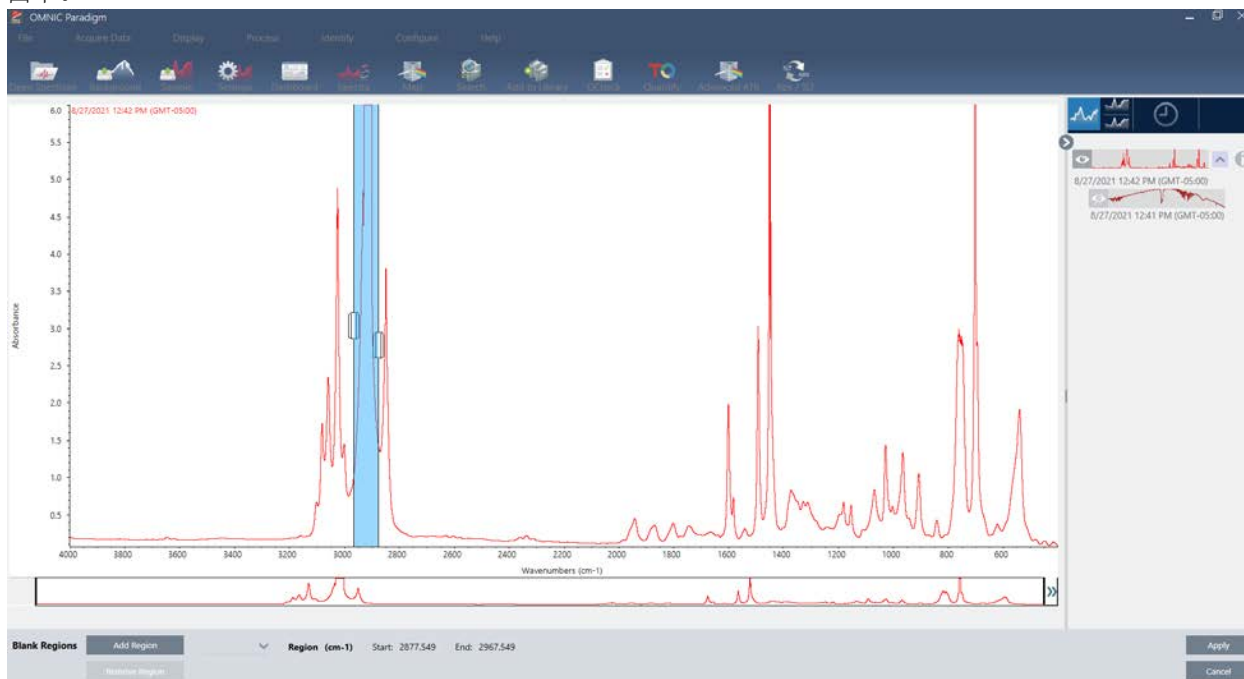 OMNIC Paradigm
File Acquire Data Display Process Identify Configure Help
Search Add to Library Quantify Advanced ATR
6.0 8/27/2021 12:42 PM (GMT-05:00)
5.5
5.0
4.5
4.0
3.5
3.0
2.5
2.0
1.5
1.0
0.5
Absorbance
4000 3800 3600 3400 3200 3000 2800 2600 2400 2200 2000 1800 1600 1400 1200 1000 800 600
Wavenumbers (cm-1)
8/27/2021 12:42 PM (GMT-05:00)
8/27/2021 12:41 PM (GMT-05:00)
Blank Regions Add Region Region (cm-1) Start: 2877.549 End: 2967.549 Apply
Remove Region Cancel